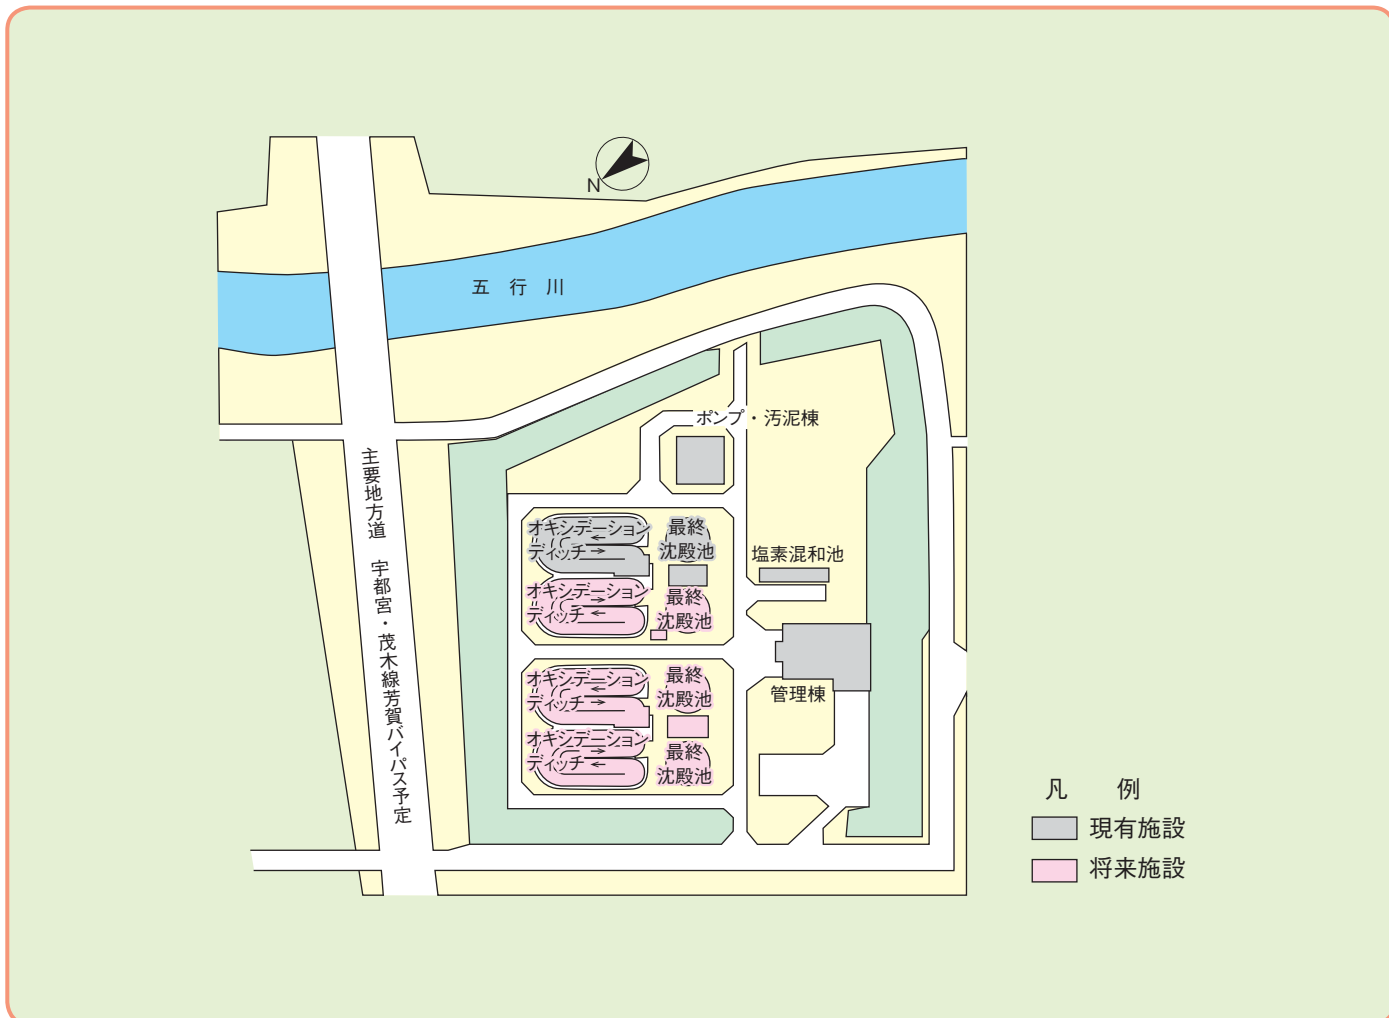 N
五行川
ポンプ・汚泥棟
主要地方道 宇都宮・茂木線芳賀バイパス予定
オキシデーション
ディッチ
最終
沈殿池
塩素混和池
オキシデーション
ディッチ
最終
沈殿池
管理棟
オキシデーション
ディッチ
最終
沈殿池
オキシデーション
ディッチ
最終
沈殿池
凡例
現有施設
将来施設